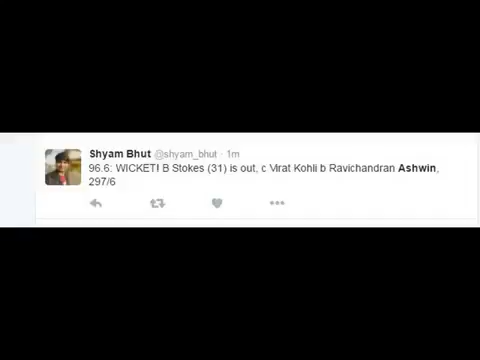 Shyam Bhut @shyam_bhut · 1m
96.6: WICKET! B Stokes (31) is out, c Virat Kohli b Ravichandran Ashwin,
297/6